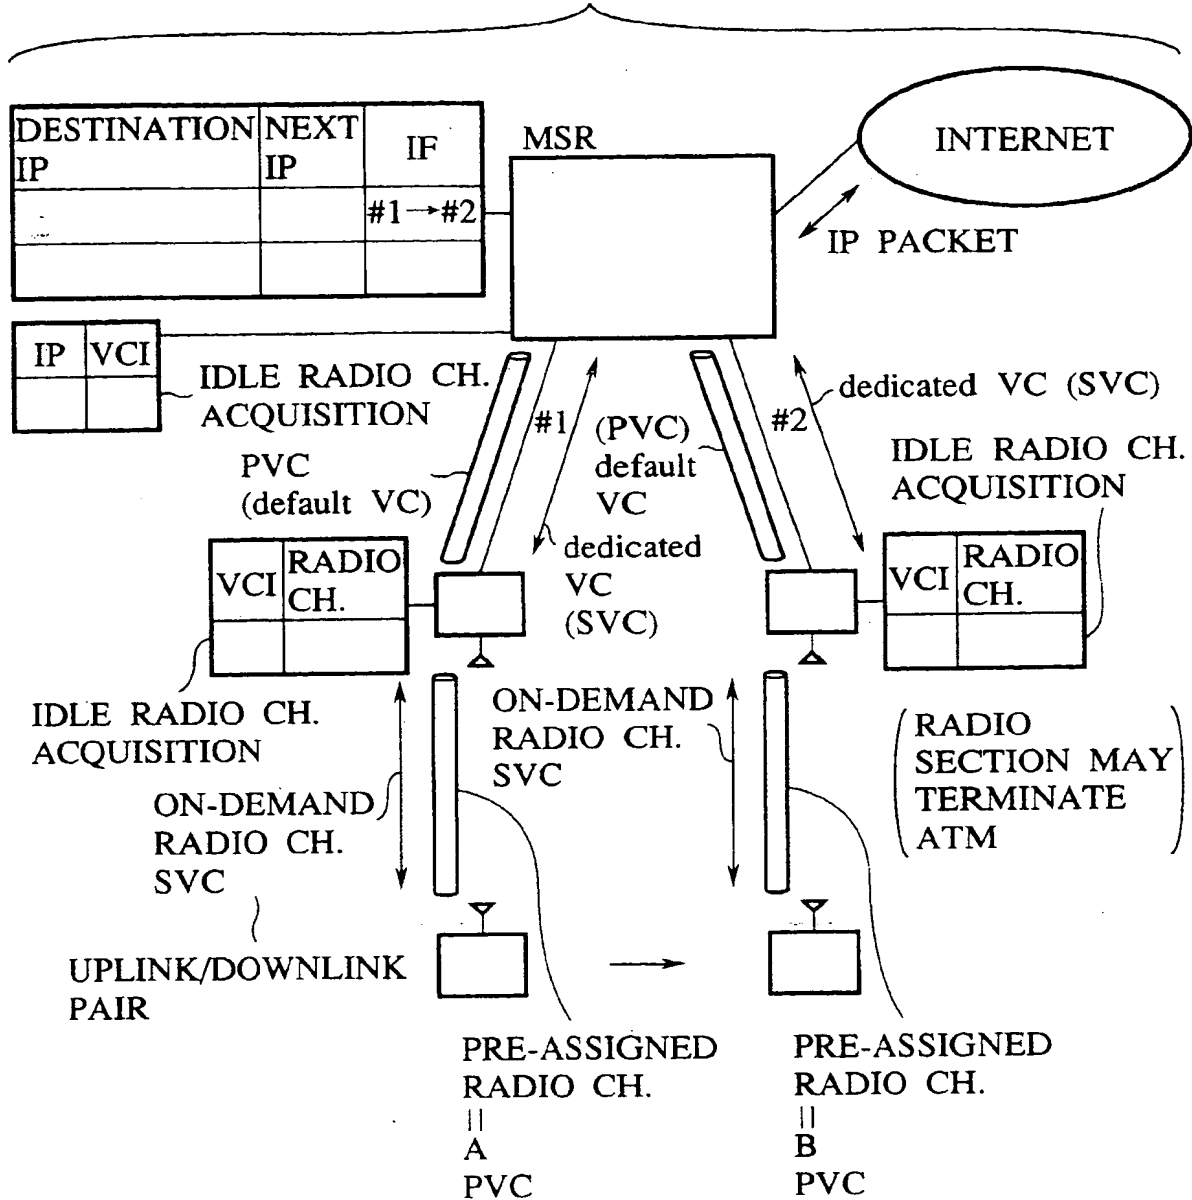 DESTINATION IP
NEXT IP
IF
#1→#2
MSR
INTERNET
IP PACKET
IP
VCI
IDLE RADIO CH.
ACQUISITION
PVC
(default VC)
#1
dedicated
VC
(SVC)
(PVC)
default
VC
#2
dedicated VC (SVC)
IDLE RADIO CH.
ACQUISITION
VCI
RADIO
CH.
VCI
RADIO
CH.
IDLE RADIO CH.
ACQUISITION
ON-DEMAND
RADIO CH.
SVC
UPLINK/DOWNLINK
PAIR
ON-DEMAND
RADIO CH.
SVC
(RADIO
SECTION MAY
TERMINATE
ATM)
PRE-ASSIGNED
RADIO CH.
||
A
PVC
PRE-ASSIGNED
RADIO CH.
||
B
PVC